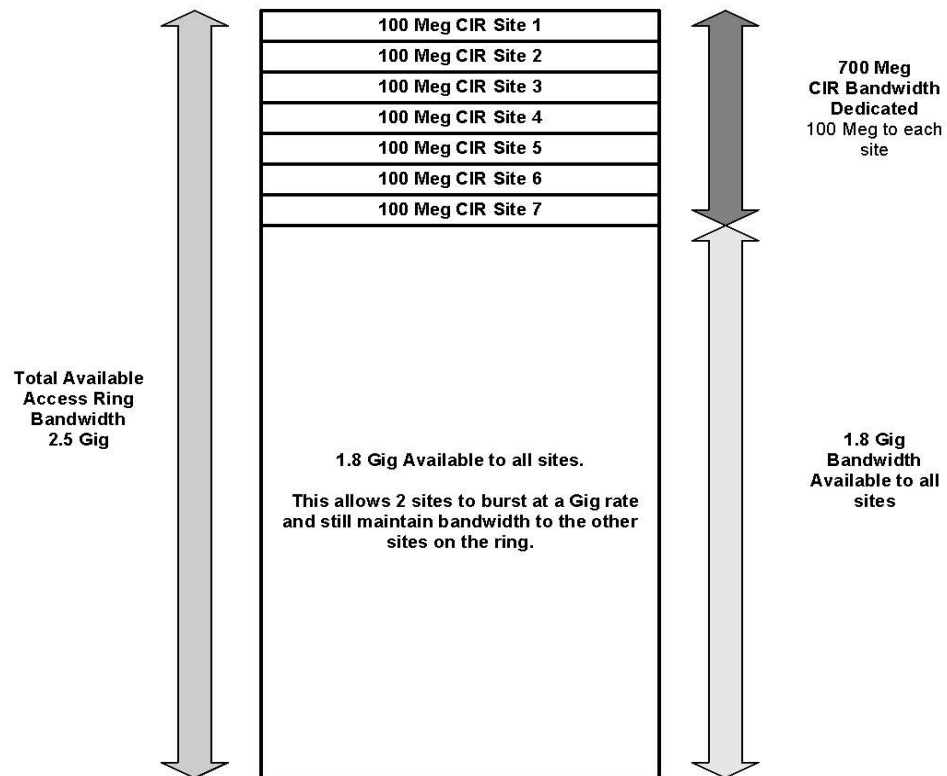 100 Meg CIR Site 1
100 Meg CIR Site 2
100 Meg CIR Site 3
100 Meg CIR Site 4
100 Meg CIR Site 5
100 Meg CIR Site 6
100 Meg CIR Site 7
700 Meg
CIR Bandwidth
Dedicated
100 Meg to each
site
Total Available
Access Ring
Bandwidth
2.5 Gig
1.8 Gig Available to all sites.
This allows 2 sites to burst at a Gig rate
and still maintain bandwidth to the other
sites on the ring.
1.8 Gig
Bandwidth
Available to all
sites